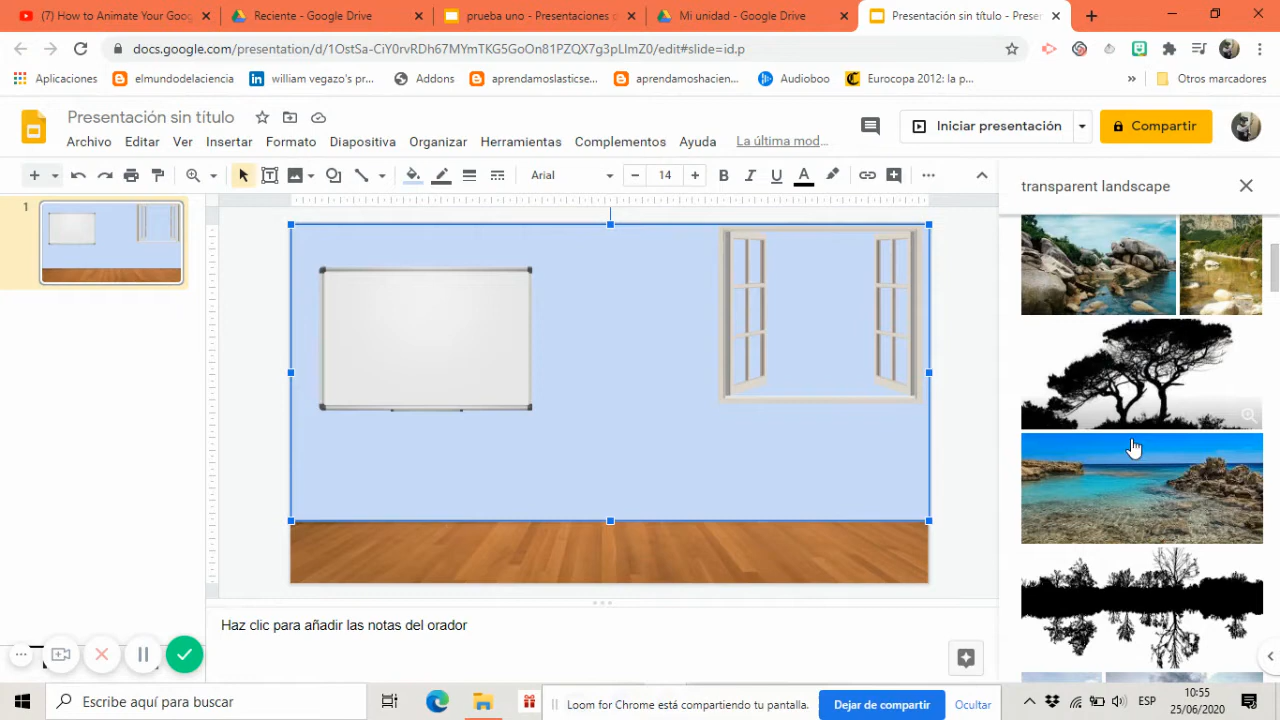 (7) How to Animate Your Goog
Reciente - Google Drive
prueba uno - Presentaciones d
Mi unidad - Google Drive
Presentación sin título - Presen
docs.google.com/presentation/d/1OstSa-CiY0rvRDh67MYmTKG5GoOn81PZQX7g3pLlmZ0/edit#slide=id.p
Aplicaciones
elmundodelaciencia
william vegazo's pr...
Addons
aprendamoslasticse...
aprendamoshacien...
Audioboo
Eurocopa 2012: la p...
»
Otros marcadores
Presentación sin título
Archivo Editar Ver Insertar Formato Diapositiva Organizar Herramientas Complementos Ayuda La última mod...
Iniciar presentación
Compartir
Arial
14
B I U A
transparent landscape
1
Haz clic para añadir las notas del orador
Escribe aquí para buscar
Loom for Chrome está compartiendo tu pantalla.
Dejar de compartir
Ocultar
ESP
10:55
25/06/2020